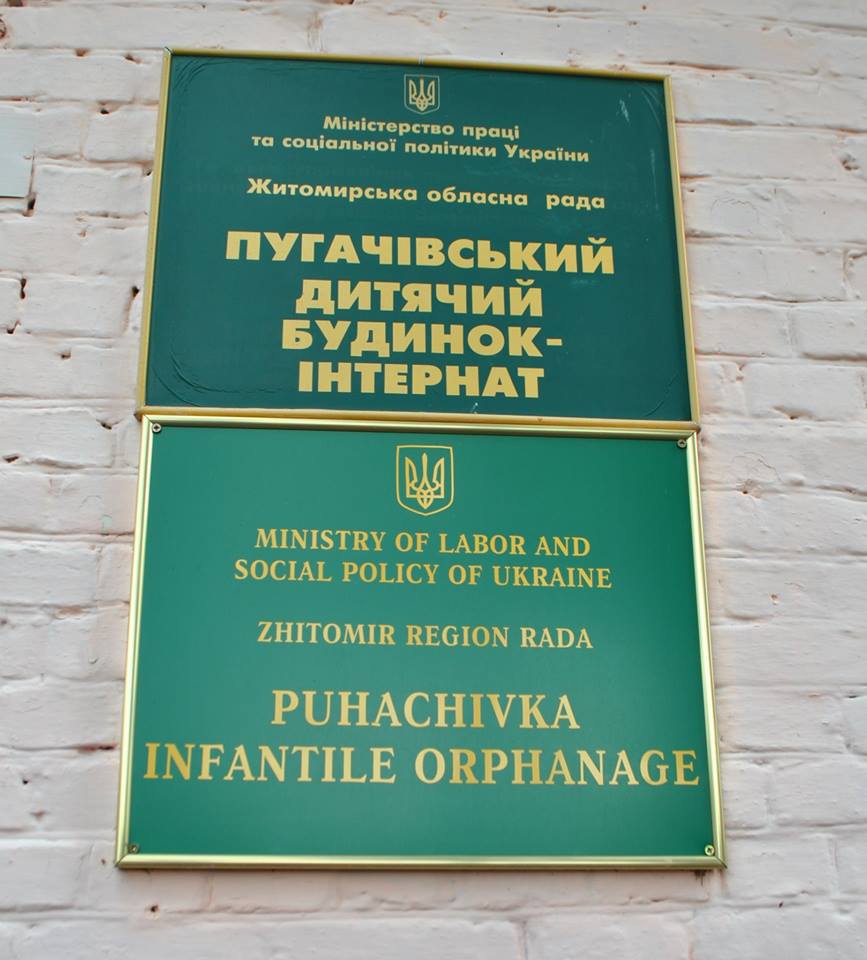 Міністерство праці
та соціальної політики України
Житомирська обласна рада
ПУГАЧІВСЬКИЙ
ДИТЯЧИЙ
БУДИНОК-
ІНТЕРНАТ
MINISTRY OF LABOR AND
SOCIAL POLICY OF UKRAINE
ZHITOMIR REGION RADA
PUHACHIVKA
INFANTILE ORPHANAGE